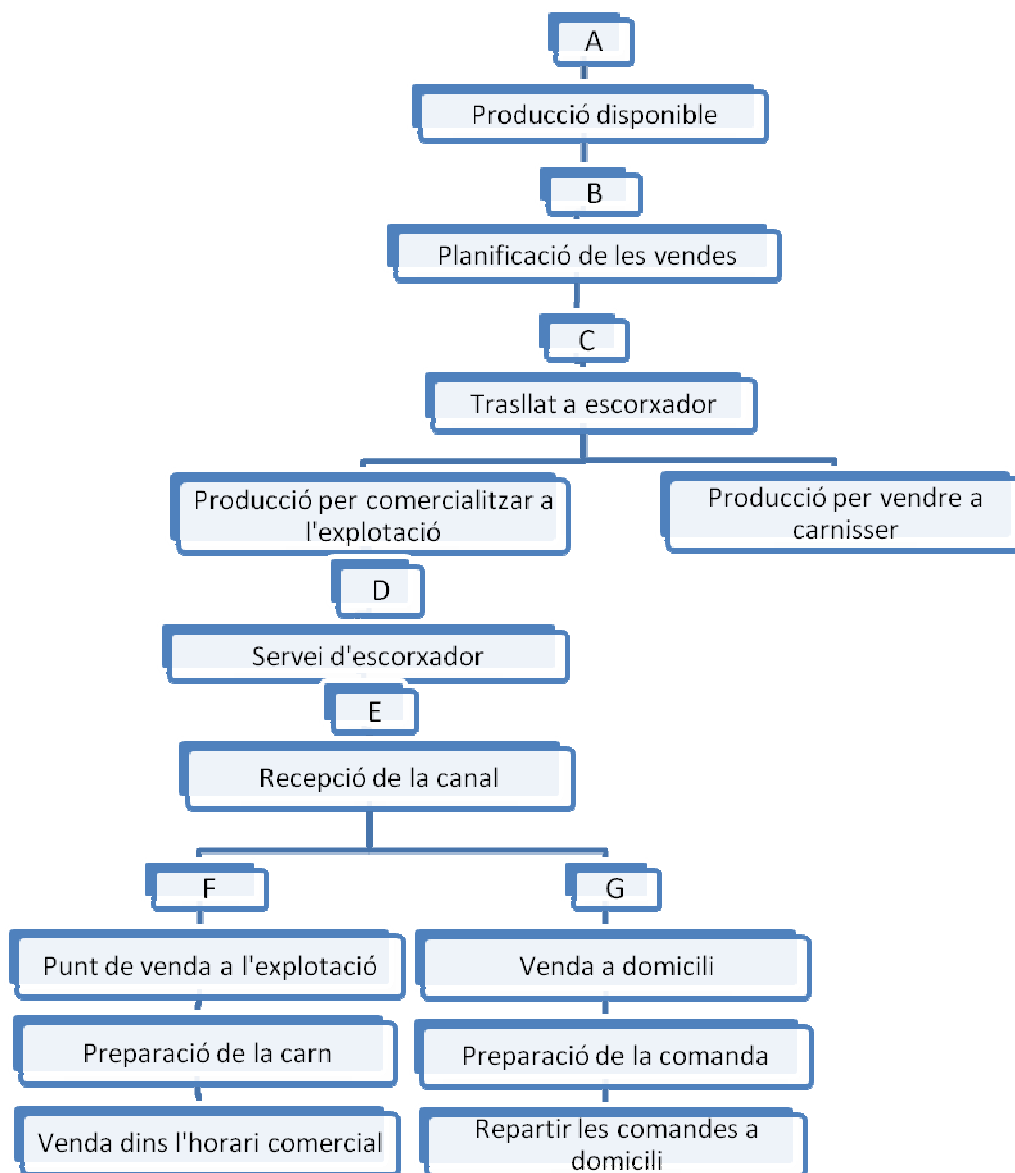 A
Producció disponible
B
Planificació de les vendes
C
Trasllat a escorxador
Producció per comercialitzar a
l'explotació
Producció per vendre a
carnisser
D
Servei d'escorxador
E
Recepció de la canal
F
G
Punt de venda a l'explotació
Venda a domicili
Preparació de la carn
Preparació de la comanda
Venda dins l'horari comercial
Repartir les comandes a
domicili